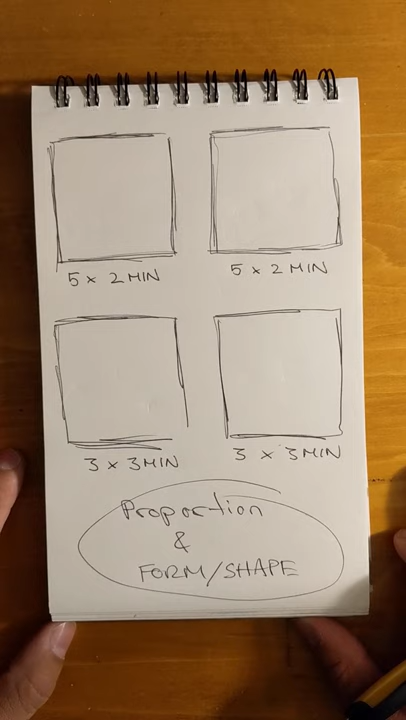 5 x 2 MIN
5 x 2 MIN
3 x 3 MIN
3 x 3 MIN
Proportion
&
FORM/SHAPE